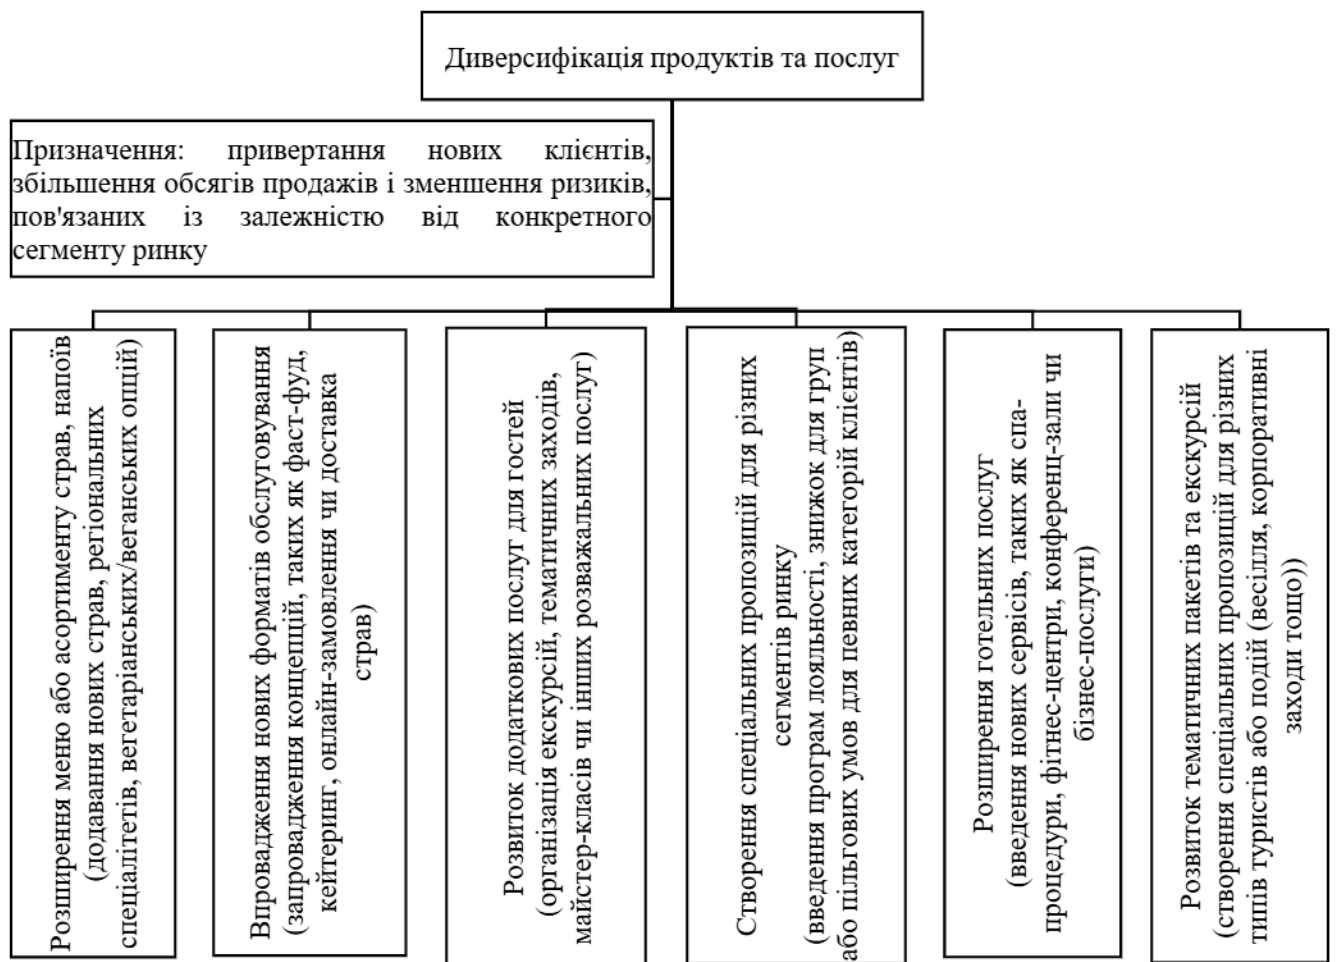 Диверсифікація продуктів та послуг
Призначення: привертання нових клієнтів,
збільшення обсягів продажів і зменшення ризиків,
пов'язаних із залежністю від конкретного
сегменту ринку
Розширення меню або асортименту страв, напоїв
(додавання нових страв, регіональних
спеціалітетів, вегетаріанських/веганських опцій)
Впровадження нових форматів обслуговування
(запровадження концепцій, таких як фаст-фуд,
кейтеринг, онлайн-замовлення чи доставка
страв)
Розвиток додаткових послуг для гостей
(організація екскурсій, тематичних заходів,
майстер-класів чи інших розважальних послуг)
Створення спеціальних пропозицій для різних
сегментів ринку
(введення програм лояльності, знижок для груп
або пільгових умов для певних категорій клієнтів)
Розширення готельних послуг
(введення нових сервісів, таких як спа-
процедури, фітнес-центри, конференц-зали чи
бізнес-послуги)
Розвиток тематичних пакетів та екскурсій
(створення спеціальних пропозицій для різних
типів туристів або подій (весілля, корпоративні
заходи тощо))